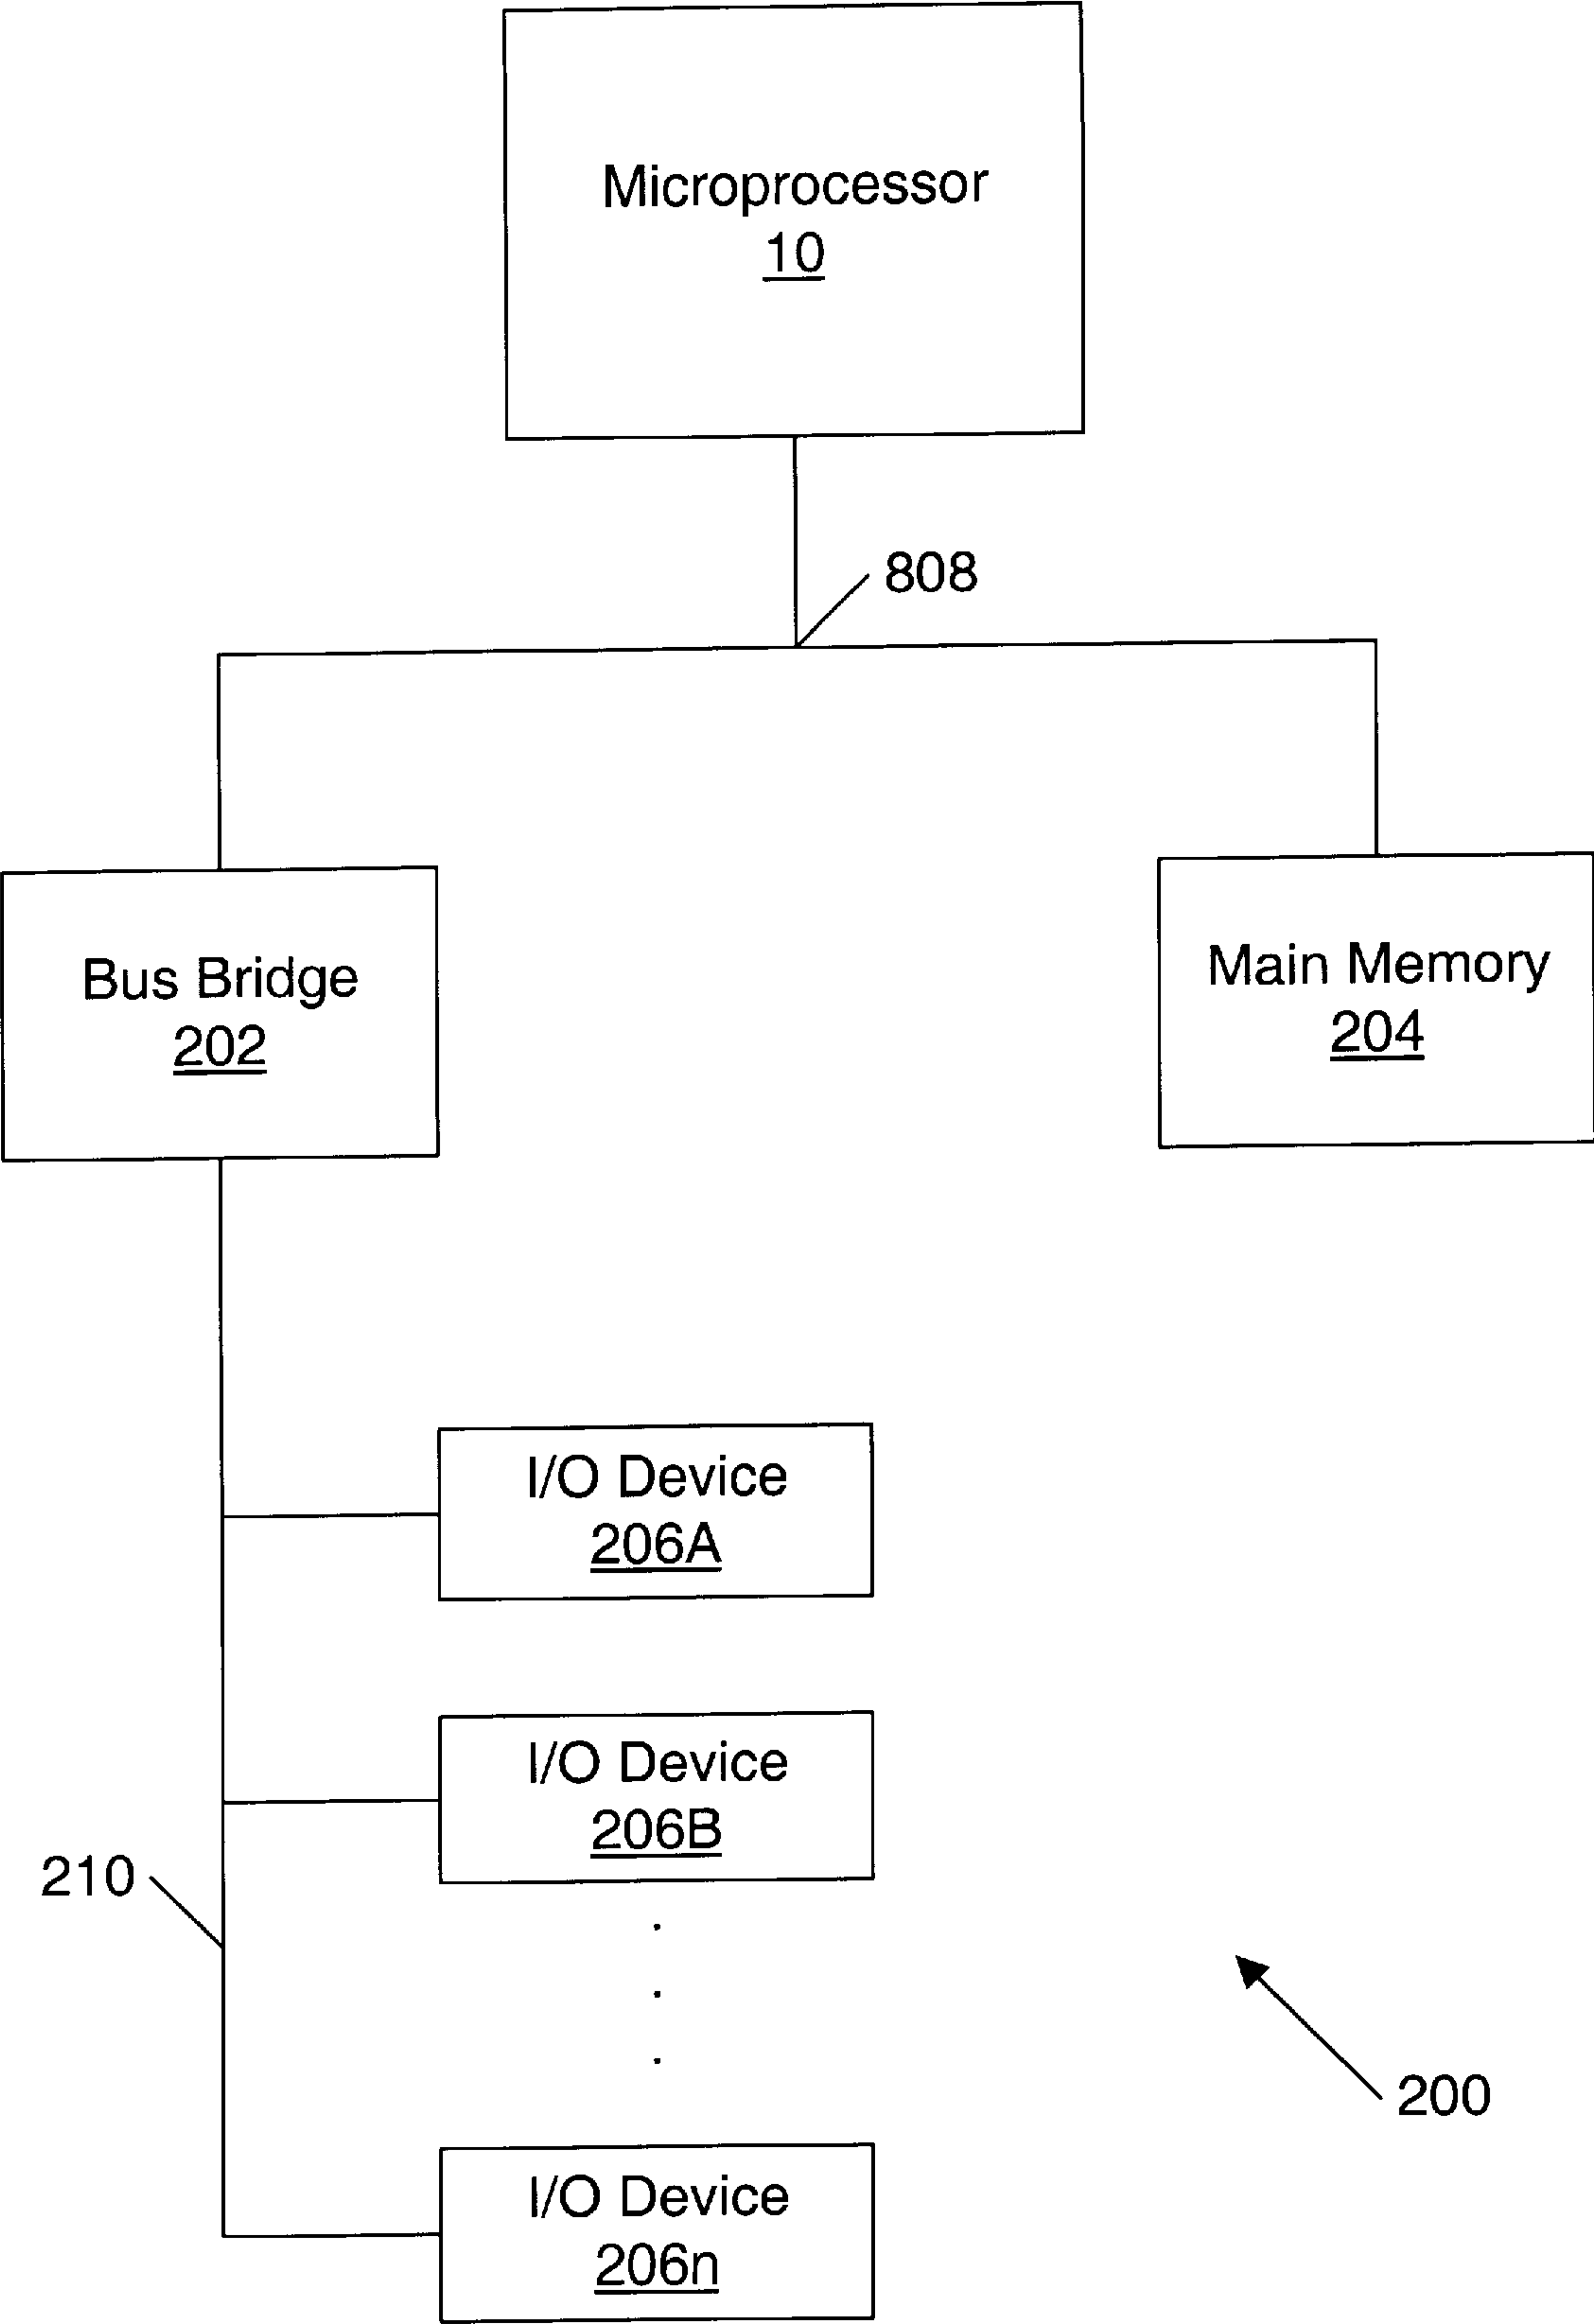 Microprocessor
10
808
Bus Bridge
202
Main Memory
204
I/O Device
206A
I/O Device
206B
210
200
I/O Device
206n